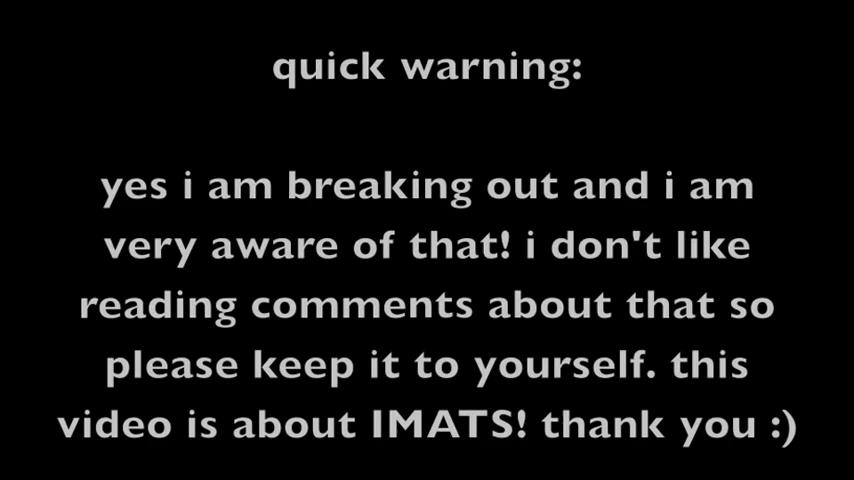 quick warning:
yes i am breaking out and i am
very aware of that! i don't like
reading comments about that so
please keep it to yourself. this
video is about IMATS! thank you :)